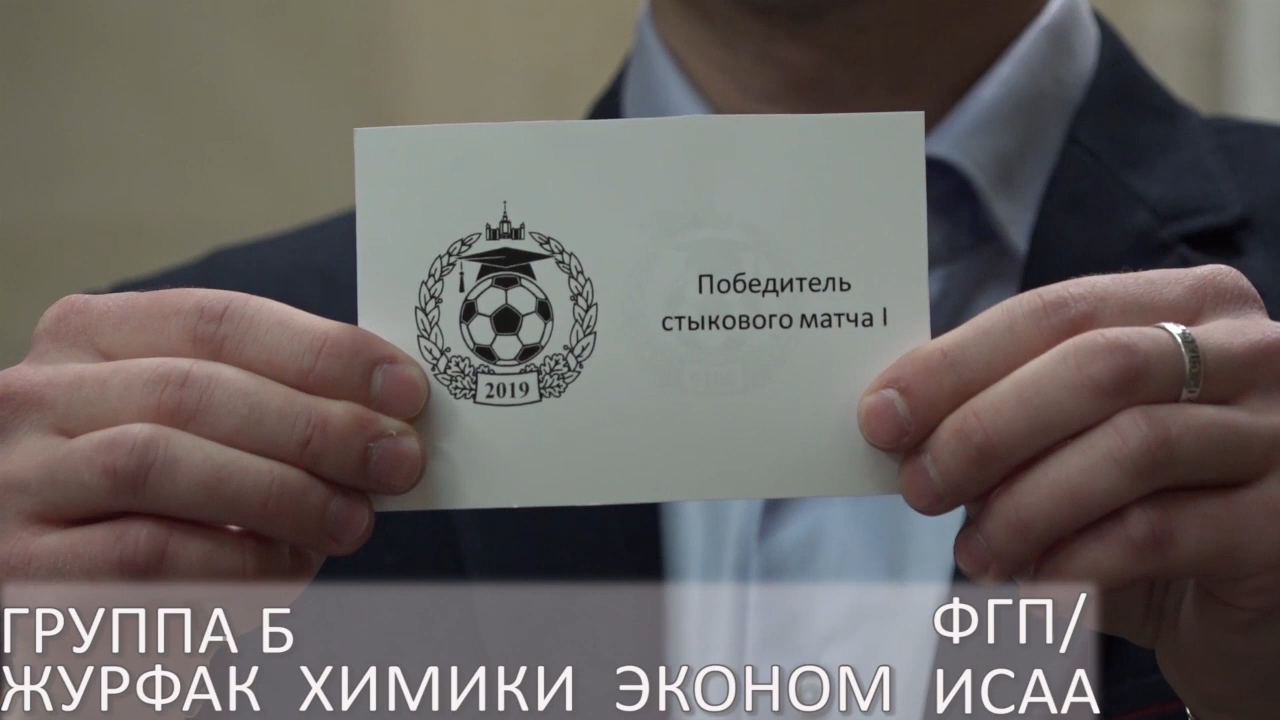 2019
Победитель
стыкового матча I
ГРУППА Б
ФГП/
ЖУРФАК ХИМИКИ ЭКОНОМ ИСАА